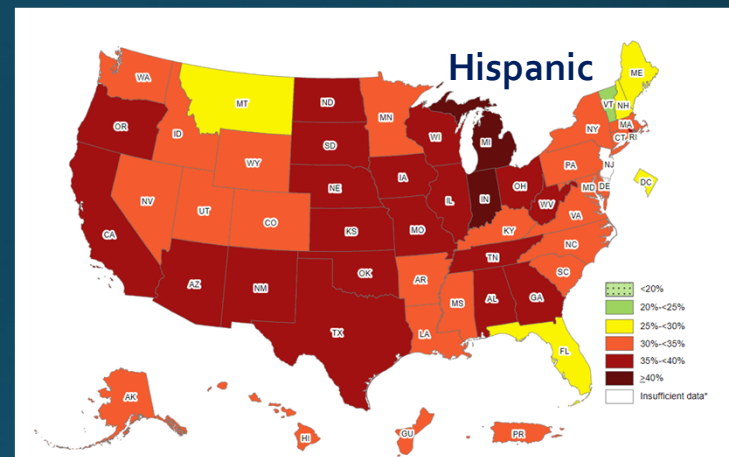 Hispanic
WA
MT
ND
MN
ME
VT
NH
OR
ID
SD
WI
MI
NY
MA
CT
RI
WY
NE
IA
PA
NJ
NV
UT
CO
IL
IN
OH
MD
DE
DC
WV
VA
CA
KS
MO
KY
NC
TN
AZ
NM
OK
AR
SC
MS
AL
GA
TX
LA
FL
AK
HI
GU
PR
<20%
20%-<25%
25%-<30%
30%-<35%
35%-<40%
≥40%
Insufficient data*